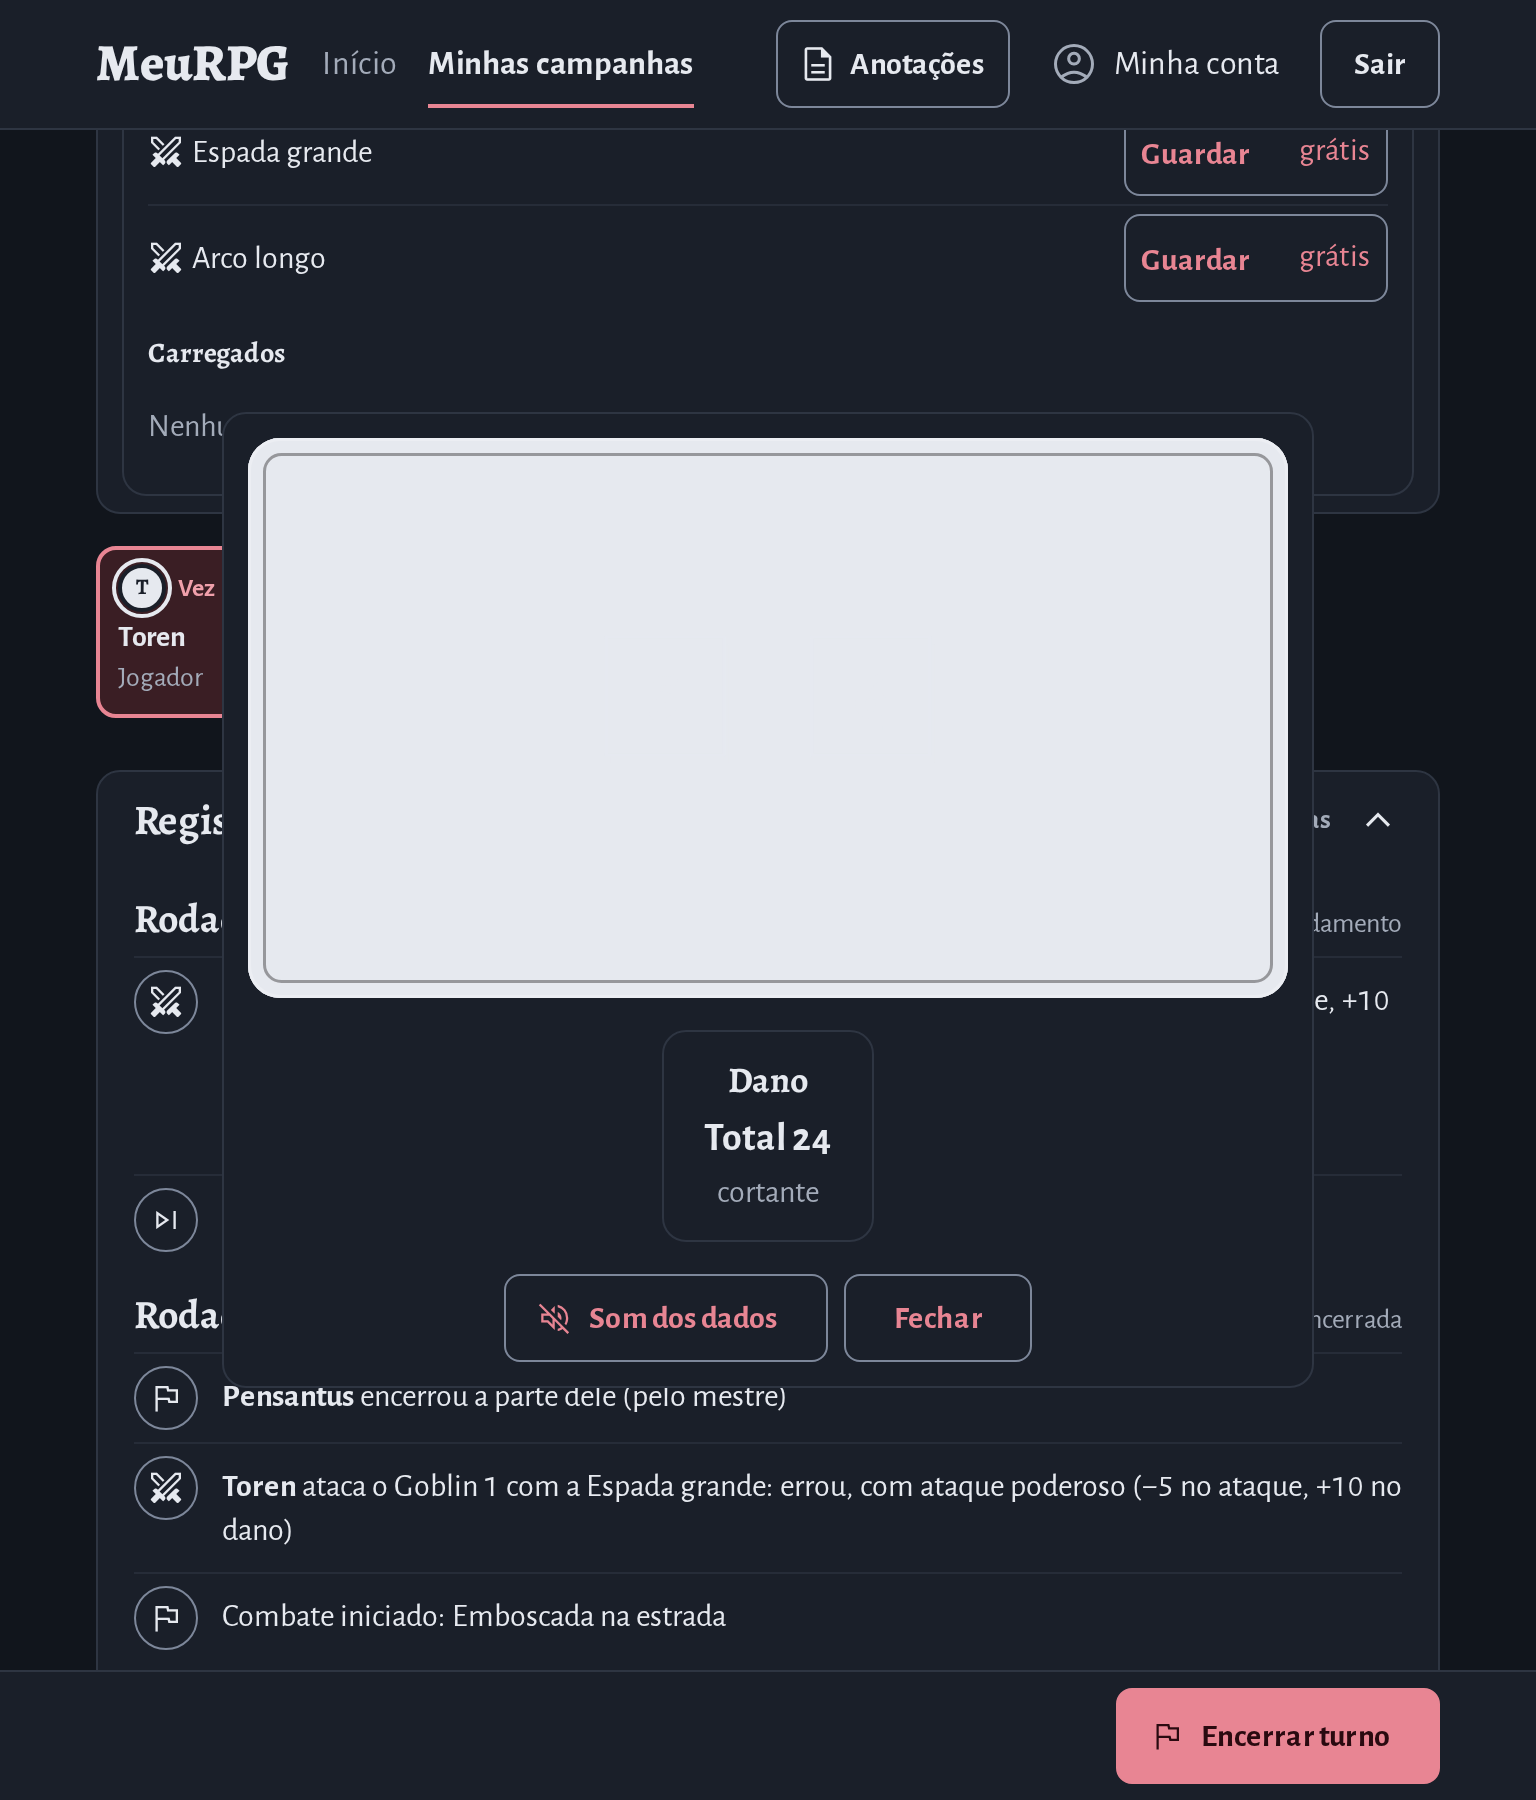 MeuRPG Início Minhas campanhas Anotações Minha conta Sair
Espada grande Guardar grátis
Arco longo Guardar grátis
Carregados
T Vez
Toren
Jogador
Dano
Total 24
cortante
Som dos dados Fechar
e, +10
Pensantus encerrou a parte dele (pelo mestre)
Toren ataca o Goblin 1 com a Espada grande: errou, com ataque poderoso (−5 no ataque, +10 no
dano)
Combate iniciado: Emboscada na estrada
Encerrar turno